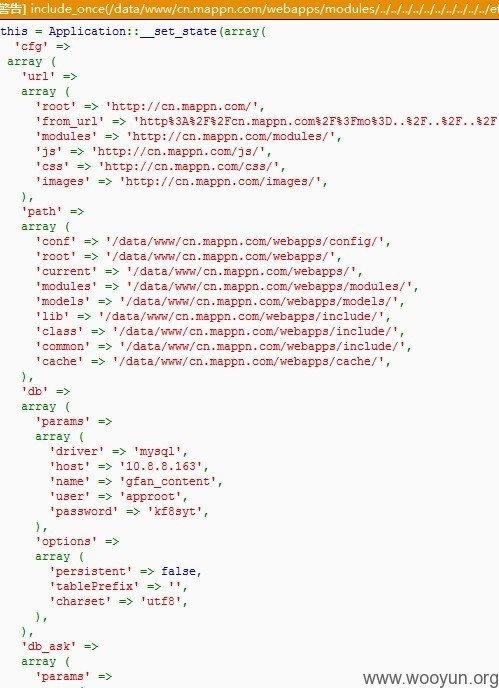 警告] include_once(/data/www/cn.mappn.com/webapps/modules/../../../../../../../../../../et
this = Application::__set_state(array(
'cfg' =>
array (
'url' =>
array (
'root' => 'http://cn.mappn.com/',
'from_url' => 'http%3A%2F%2Fcn.mappn.com%2F%3Fmo%3D..%2F..%2F..%2F
'modules' => 'http://cn.mappn.com/modules/',
'js' => 'http://cn.mappn.com/js/',
'css' => 'http://cn.mappn.com/css/',
'images' => 'http://cn.mappn.com/images/',
),
'path' =>
array (
'conf' => '/data/www/cn.mappn.com/webapps/config/',
'root' => '/data/www/cn.mappn.com/webapps/',
'current' => '/data/www/cn.mappn.com/webapps/',
'modules' => '/data/www/cn.mappn.com/webapps/modules/',
'models' => '/data/www/cn.mappn.com/webapps/models/',
'lib' => '/data/www/cn.mappn.com/webapps/include/',
'class' => '/data/www/cn.mappn.com/webapps/include/',
'common' => '/data/www/cn.mappn.com/webapps/include/',
'cache' => '/data/www/cn.mappn.com/webapps/cache/',
),
'db' =>
array (
'params' =>
array (
'driver' => 'mysql',
'host' => '10.8.8.163',
'name' => 'gfan_content',
'user' => 'approot',
'password' => 'kf8syt',
),
'options' =>
array (
'persistent' => false,
'tablePrefix' => '',
'charset' => 'utf8',
),
),
'db_ask' =>
array (
'params' =>
www.wooyun.org